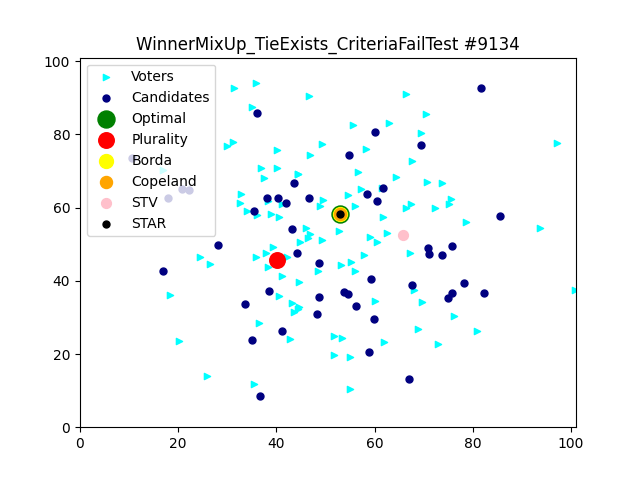 WinnerMixUp_TieExists_CriteriaFailTest #9134
100
80
60
40
20
0
Voters
Candidates
Optimal
Plurality
Borda
Copeland
STV
STAR
0 20 40 60 80 100